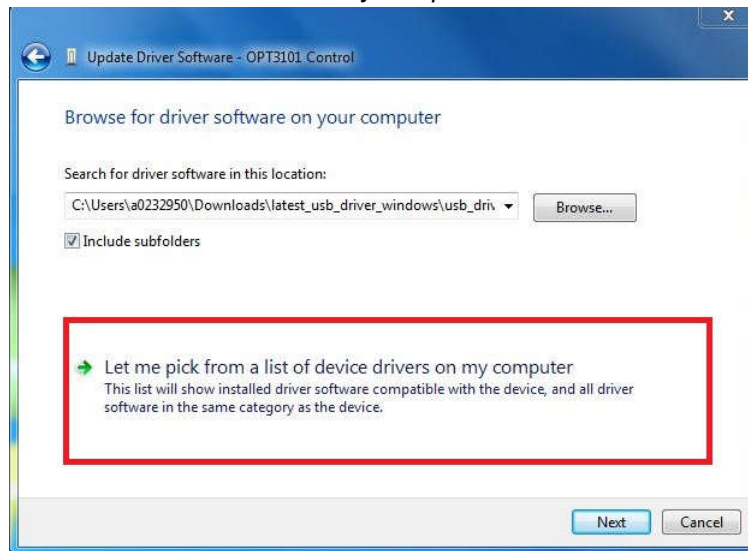 X
Update Driver Software - OPT3101 Control
Browse for driver software on your computer
Search for driver software in this location:
C:\Users\a0232950\Downloads\latest_usb_driver_windows\usb_driv
Browse...
Include subfolders
Let me pick from a list of device drivers on my computer
This list will show installed driver software compatible with the device, and all driver
software in the same category as the device.
Next
Cancel